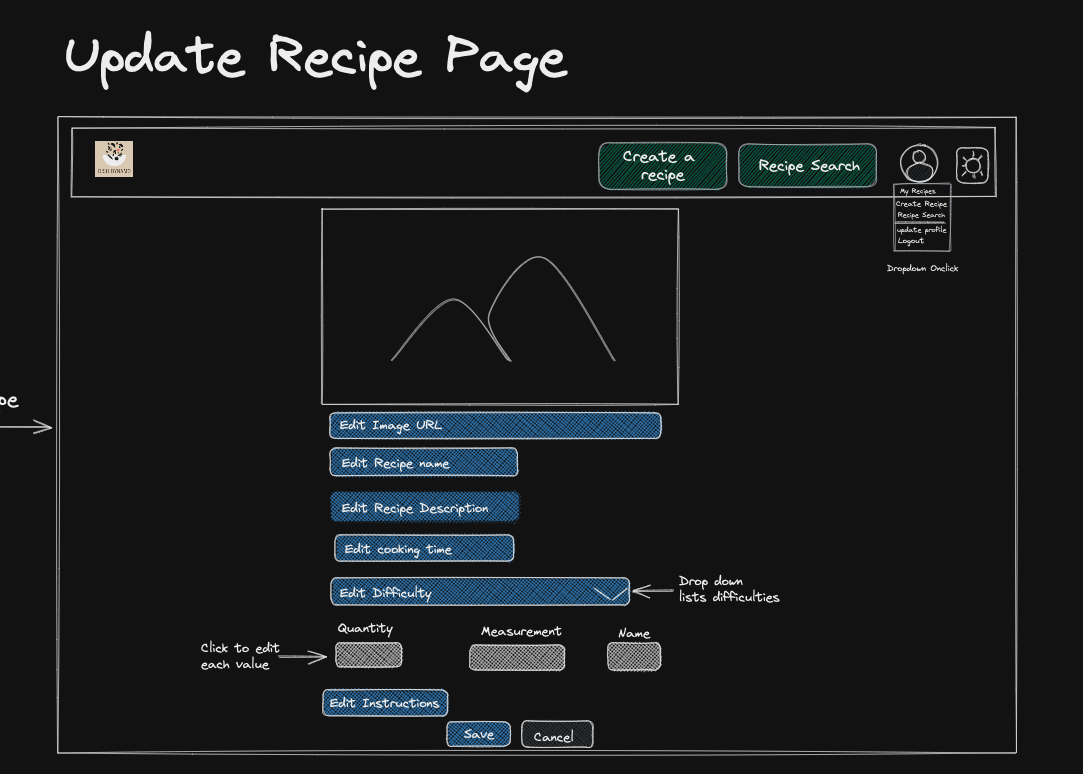 Update Recipe Page
Create a
recipe
Recipe Search
My Recipes
Create Recipe
Recipe Search
update profile
Logout
Dropdown Onclick
pe
Edit Image URL
Edit Recipe name
Edit Recipe Description
Edit cooking time
Edit Difficulty
Drop down
lists difficulties
Click to edit
each value
Quantity
Measurement
Name
Edit Instructions
Save
Cancel